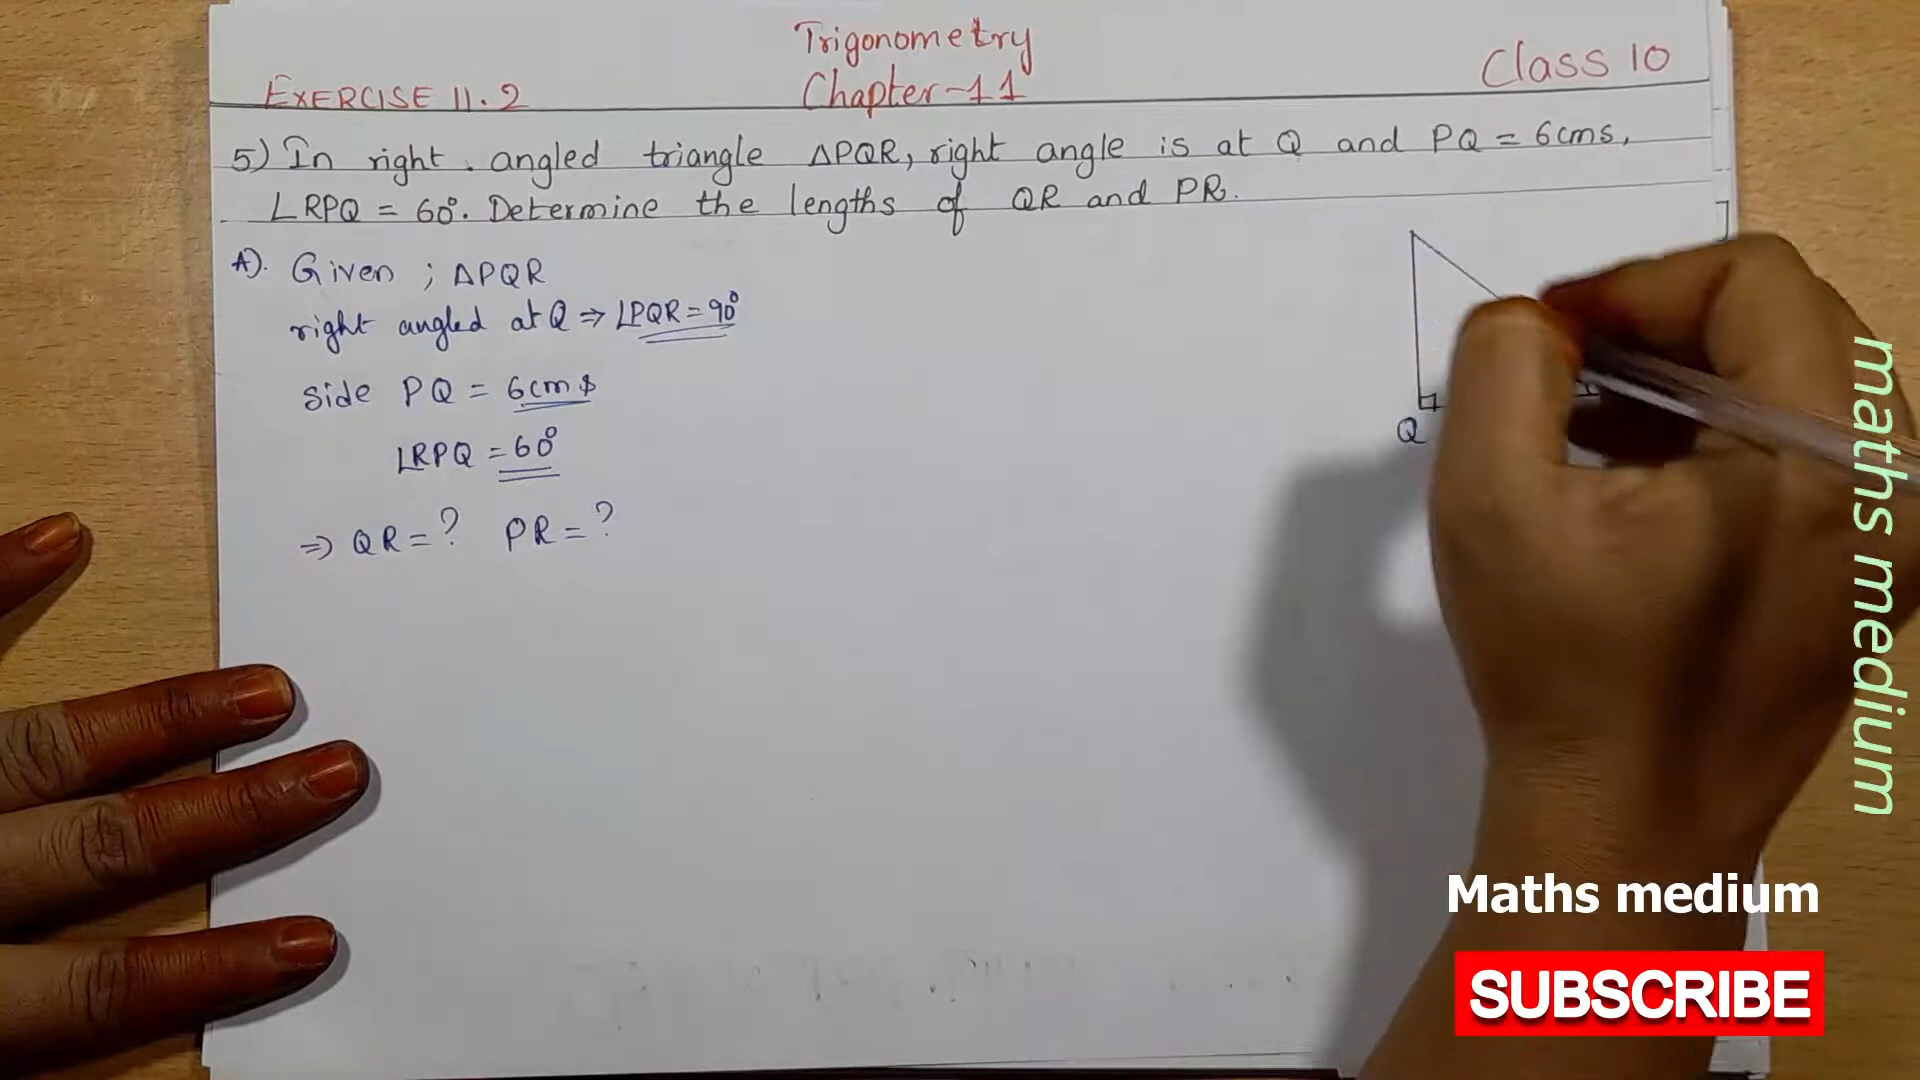 Trigonometry
EXERCISE 11.2
Chapter-11
Class 10
5) In right angled triangle ΔPQR, right angle is at Q and PQ = 6cms,
∠RPQ = 60°. Determine the lengths of QR and PR.
A). Given ; ΔPQR
right angled at Q ⇒ ∠PQR = 90°
side PQ = 6cms
∠RPQ = 60°
⇒ QR = ? PR = ?
Q
maths medium
Maths medium
SUBSCRIBE